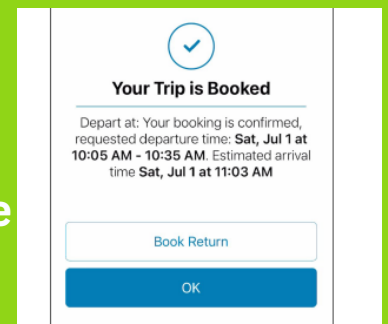 Your Trip is Booked
Depart at: Your booking is confirmed,
requested departure time: Sat, Jul 1 at
10:05 AM - 10:35 AM. Estimated arrival
time Sat, Jul 1 at 11:03 AM
e
Book Return
OK